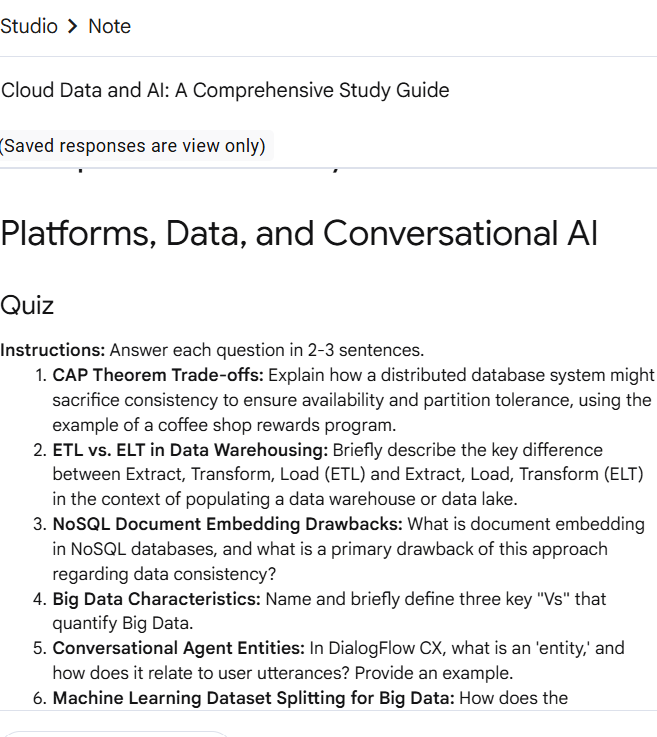 Studio > Note
Cloud Data and AI: A Comprehensive Study Guide
(Saved responses are view only)
Platforms, Data, and Conversational AI
Quiz
Instructions: Answer each question in 2-3 sentences.
1. CAP Theorem Trade-offs: Explain how a distributed database system might
sacrifice consistency to ensure availability and partition tolerance, using the
example of a coffee shop rewards program.
2. ETL vs. ELT in Data Warehousing: Briefly describe the key difference
between Extract, Transform, Load (ETL) and Extract, Load, Transform (ELT)
in the context of populating a data warehouse or data lake.
3. NoSQL Document Embedding Drawbacks: What is document embedding
in NoSQL databases, and what is a primary drawback of this approach
regarding data consistency?
4. Big Data Characteristics: Name and briefly define three key "Vs" that
quantify Big Data.
5. Conversational Agent Entities: In DialogFlow CX, what is an 'entity,' and
how does it relate to user utterances? Provide an example.
6. Machine Learning Dataset Splitting for Big Data: How does the